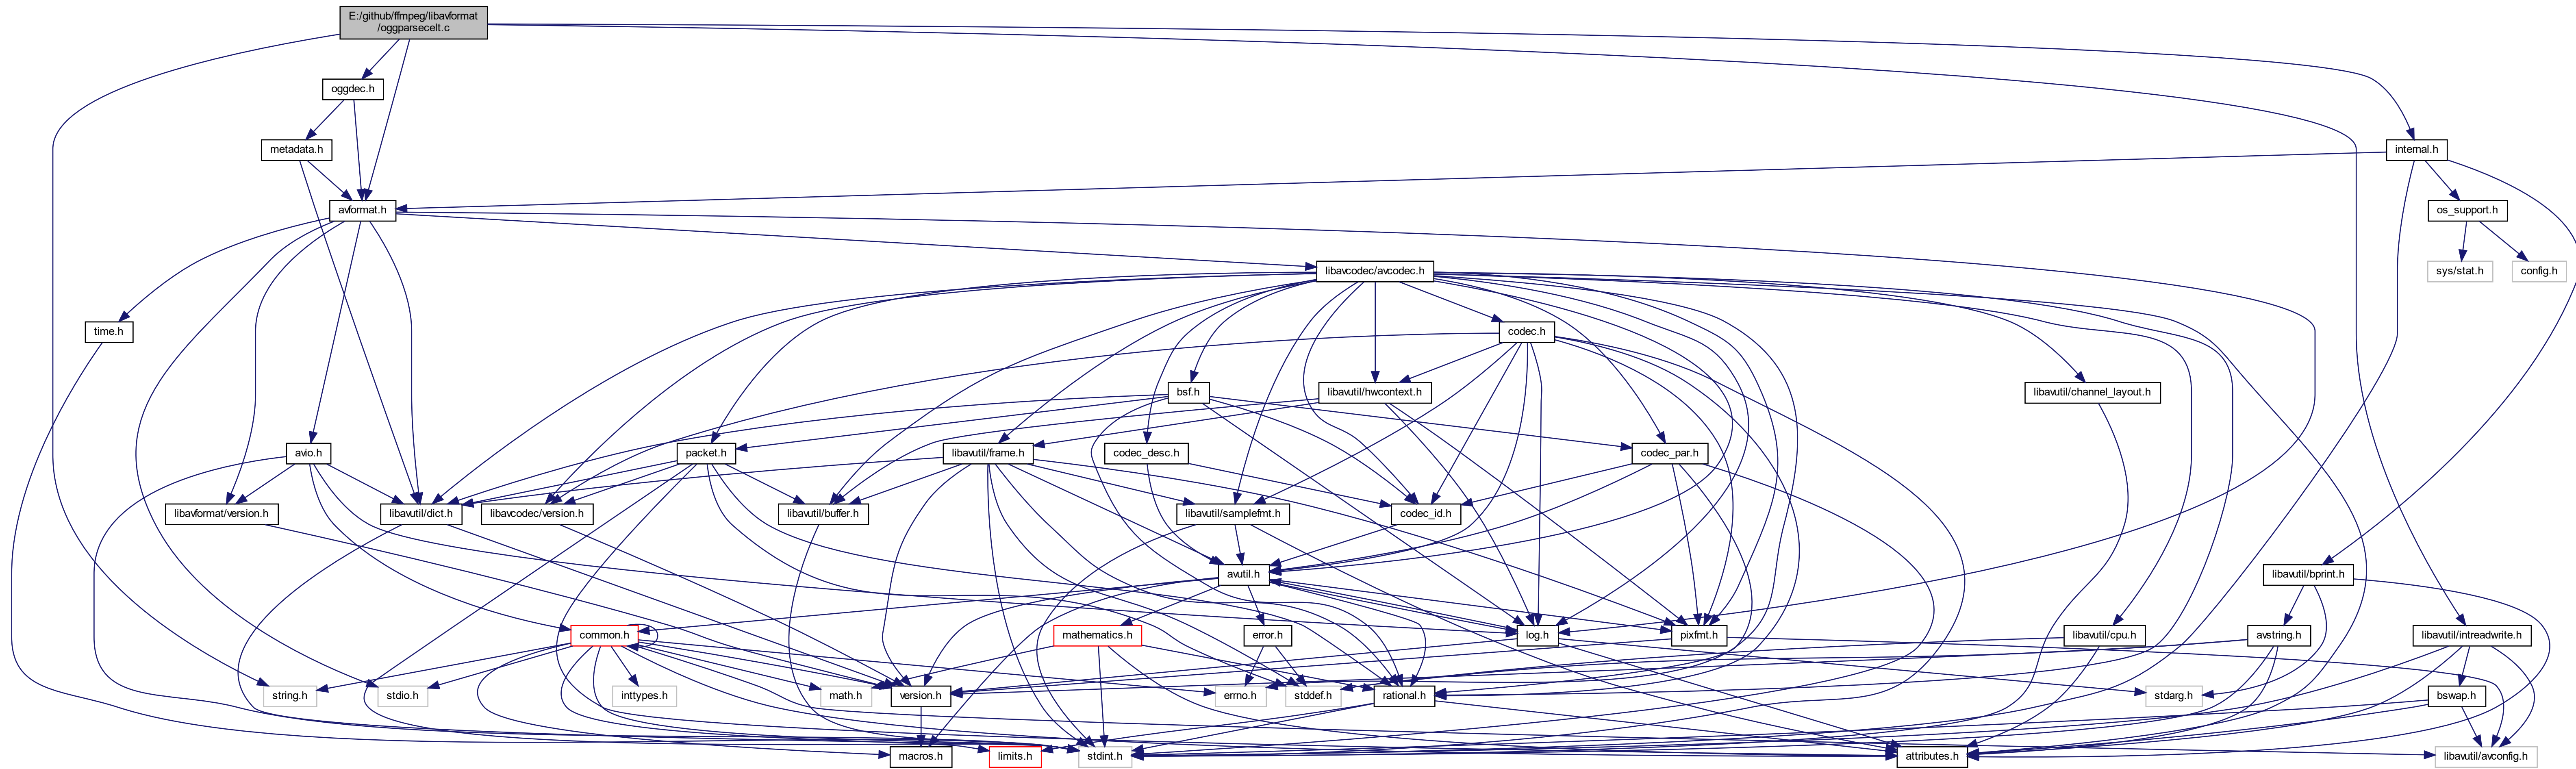 E:/github/ffmpeg/libavformat
/oggparsecelt.c
oggdec.h
metadata.h
internal.h
avformat.h
os_support.h
libavcodec/avcodec.h
sys/stat.h
config.h
time.h
codec.h
bsf.h
libavutil/hwcontext.h
libavutil/channel_layout.h
avio.h
packet.h
libavutil/frame.h
codec_desc.h
codec_par.h
libavformat/version.h
libavutil/dict.h
libavcodec/version.h
libavutil/buffer.h
libavutil/samplefmt.h
codec_id.h
avutil.h
libavutil/bprint.h
common.h
mathematics.h
error.h
log.h
pixfmt.h
libavutil/cpu.h
avstring.h
libavutil/intreadwrite.h
string.h
stdio.h
inttypes.h
math.h
version.h
errno.h
stddef.h
rational.h
stdarg.h
bswap.h
macros.h
limits.h
stdint.h
attributes.h
libavutil/avconfig.h